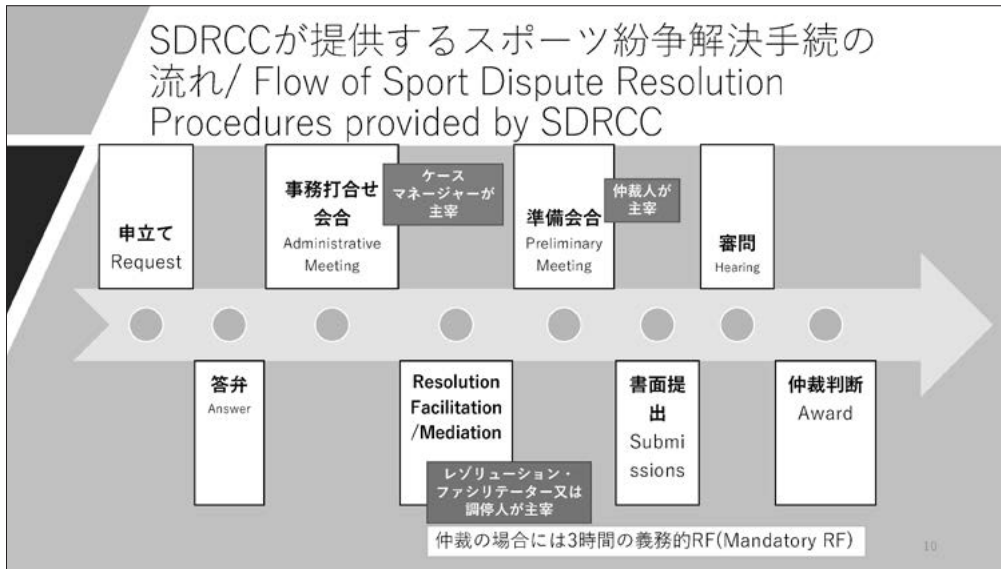 SDRCCが提供するスポーツ紛争解決手続の
流れ/ Flow of Sport Dispute Resolution
Procedures provided by SDRCC
申立て
Request
答弁
Answer
事務打合せ
会合
Administrative
Meeting
ケース
マネージャーが
主宰
Resolution
Facilitation
/Mediation
レゾリューション・
ファシリテーター又は
調停人が主宰
準備会合
Preliminary
Meeting
仲裁人が
主宰
書面提
出
Submi
ssions
審問
Hearing
仲裁判断
Award
仲裁の場合には3時間の義務的RF(Mandatory RF)
10